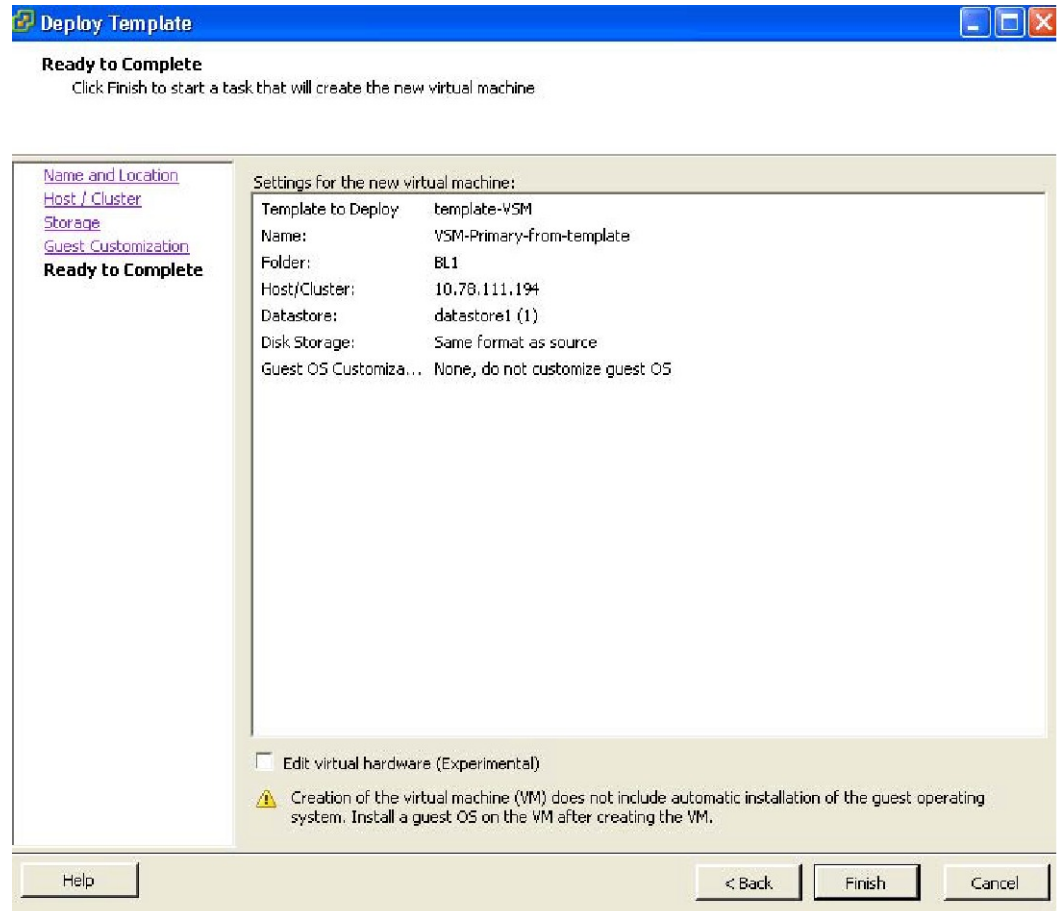 Deploy Template
Ready to Complete
Click Finish to start a task that will create the new virtual machine
Name and Location
Host / Cluster
Storage
Guest Customization
Ready to Complete
Settings for the new virtual machine:
Template to Deploy template-VSM
Name: VSM-Primary-from-template
Folder: BL1
Host/Cluster: 10.78.111.194
Datastore: datastore1 (1)
Disk Storage: Same format as source
Guest OS Customiza... None, do not customize guest OS
Edit virtual hardware (Experimental)
Creation of the virtual machine (VM) does not include automatic installation of the guest operating
system. Install a guest OS on the VM after creating the VM.
Help
< Back
Finish
Cancel